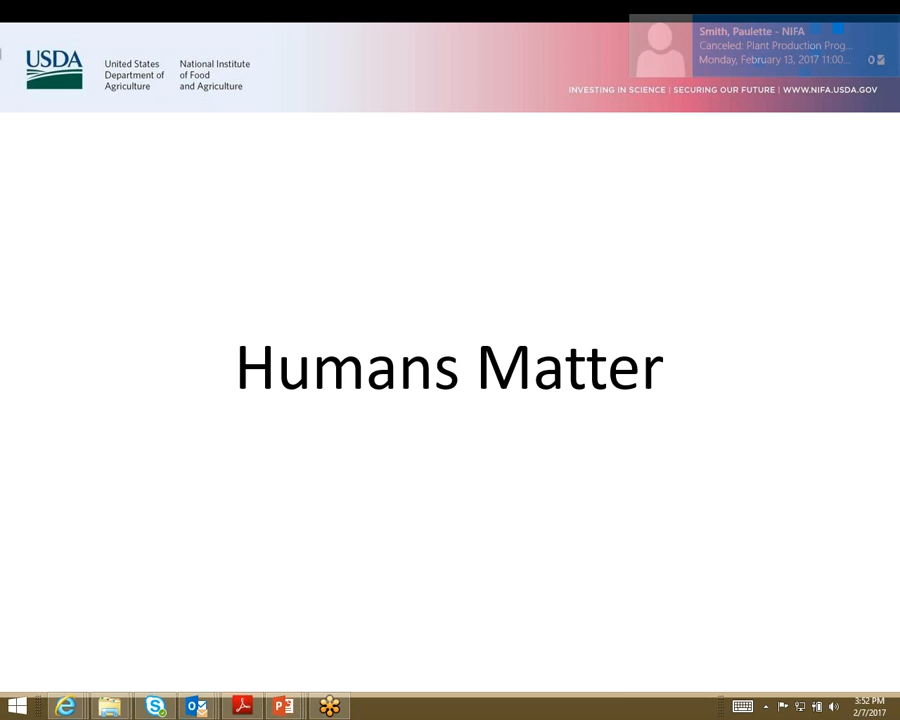 USDA
United States
Department of
Agriculture
National Institute
of Food
and Agriculture
Smith, Paulette - NIFA
Canceled: Plant Production Prog...
Monday, February 13, 2017 11:00...
INVESTING IN SCIENCE | SECURING OUR FUTURE | WWW.NIFA.USDA.GOV
Humans Matter
3:52 PM
2/7/2017